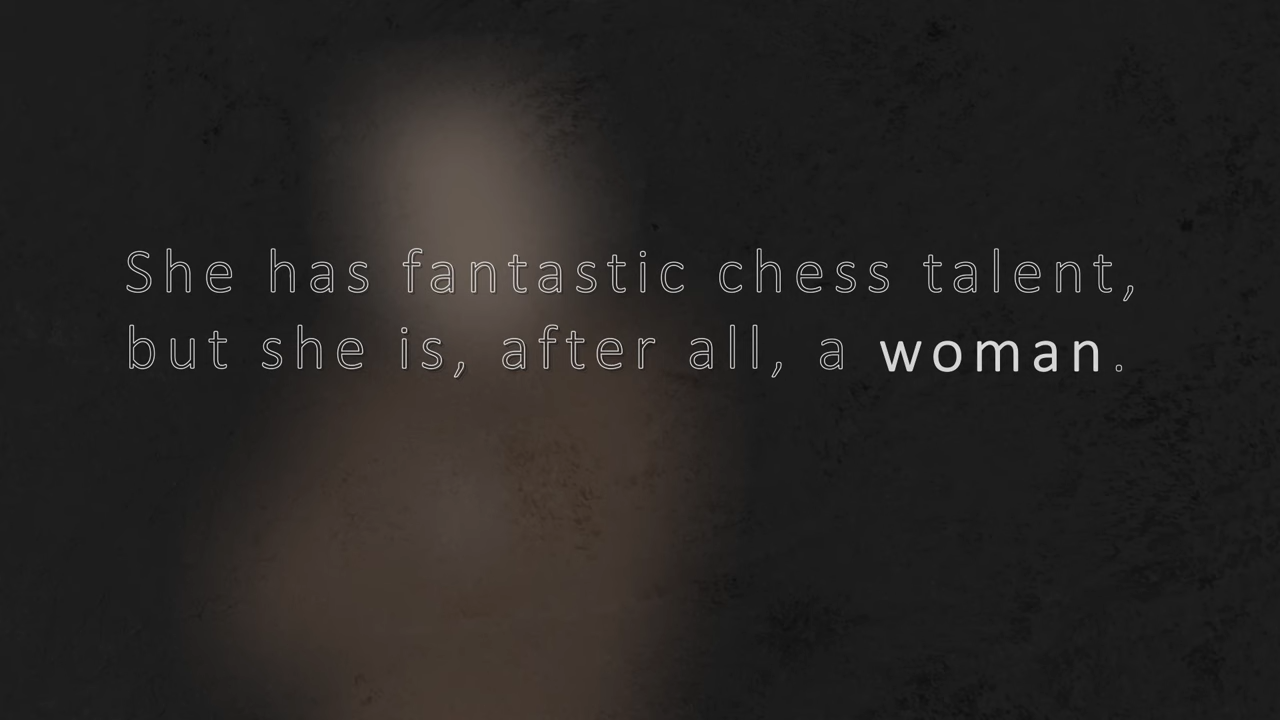 She has fantastic chess talent,
but she is, after all, a woman.